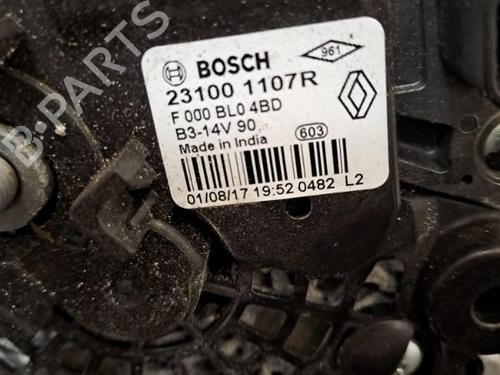 BOSCH
961
23100 1107R
F 000 BL0 4BD
B3-14V 90
603
Made in India
01/08/17 19:52 0482 L2
B-PARTS